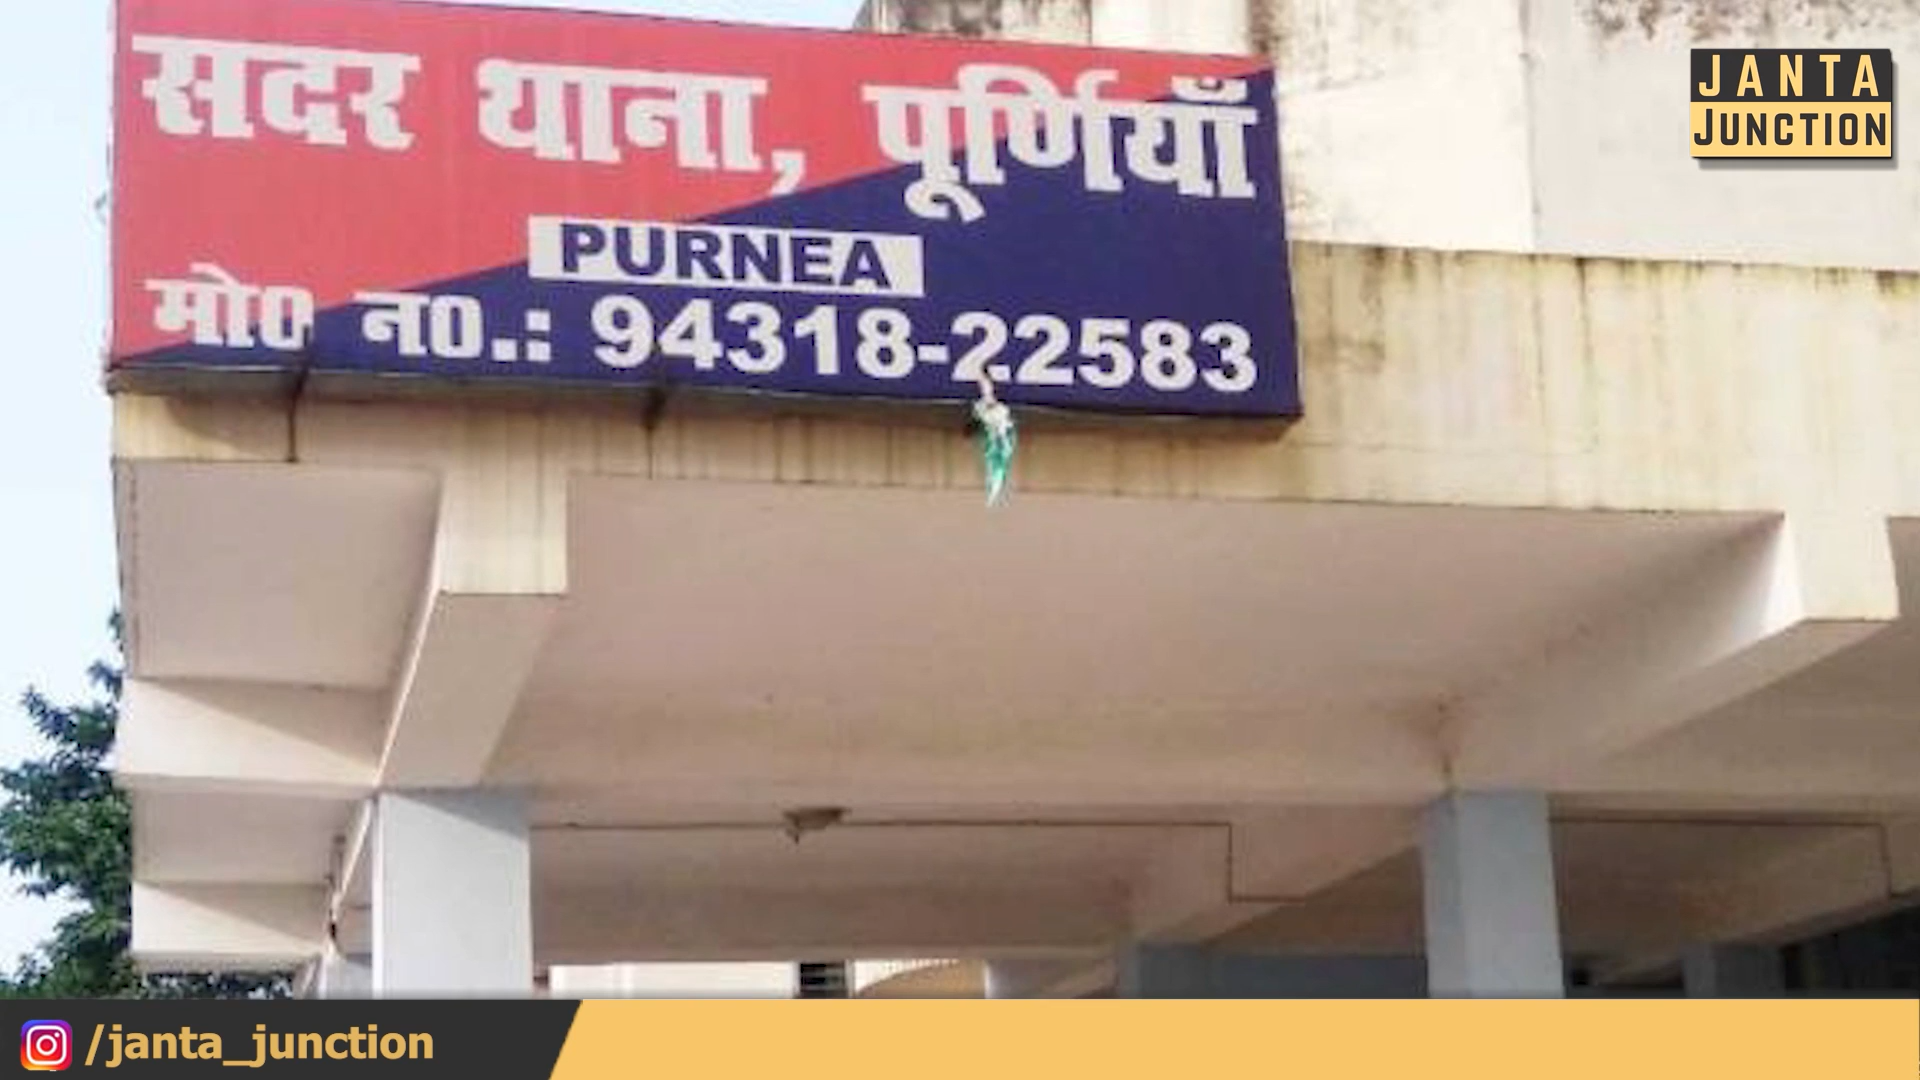 सदर थाना, पूर्णियाँ
PURNEA
मो० न०.: 94318-22583
JANTA
JUNCTION
/janta_junction